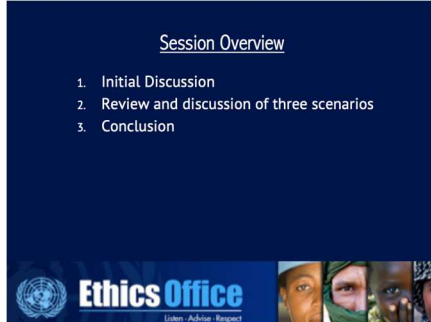 Session Overview
1. Initial Discussion
2. Review and discussion of three scenarios
3. Conclusion
Ethics Office
Listen - Advise - Respect